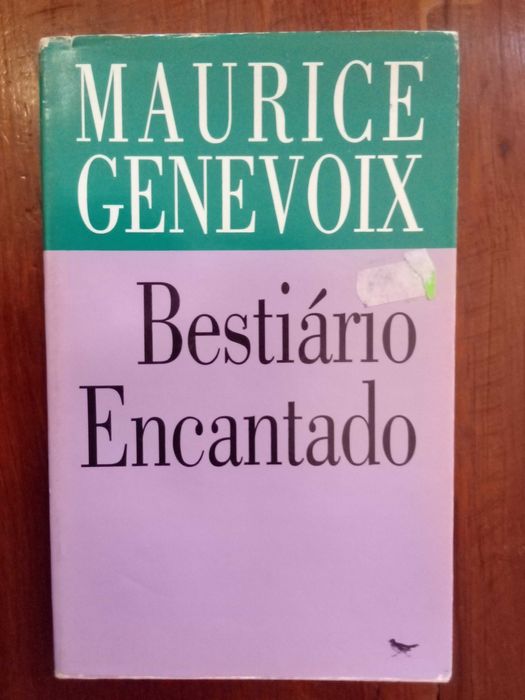 MAURICE
GENEVOIX
Bestiário
Encantado